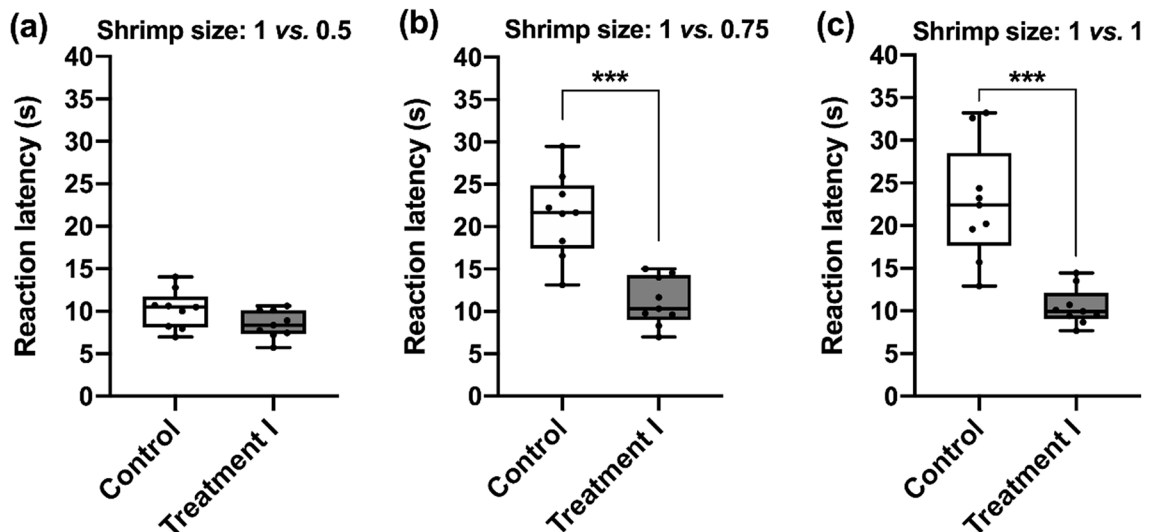 (a) Shrimp size: 1 vs. 0.5
Reaction latency (s)
40
35
30
25
20
15
10
5
0
Control
Treatment I
(b) Shrimp size: 1 vs. 0.75
***
Reaction latency (s)
40
35
30
25
20
15
10
5
0
Control
Treatment I
(c) Shrimp size: 1 vs. 1
***
Reaction latency (s)
40
35
30
25
20
15
10
5
0
Control
Treatment I